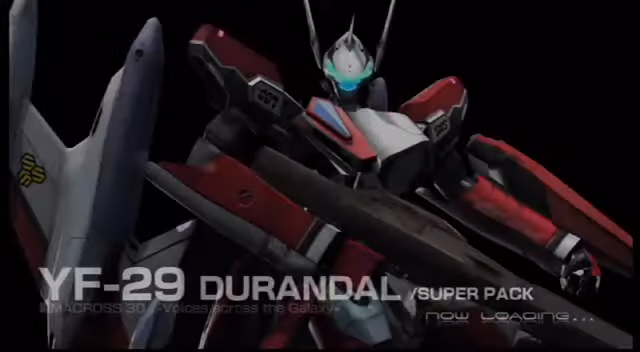 YF-29 DURANDAL /SUPER PACK
MACROSS 30 -Voices across the Galaxy-
NOW LOADING...